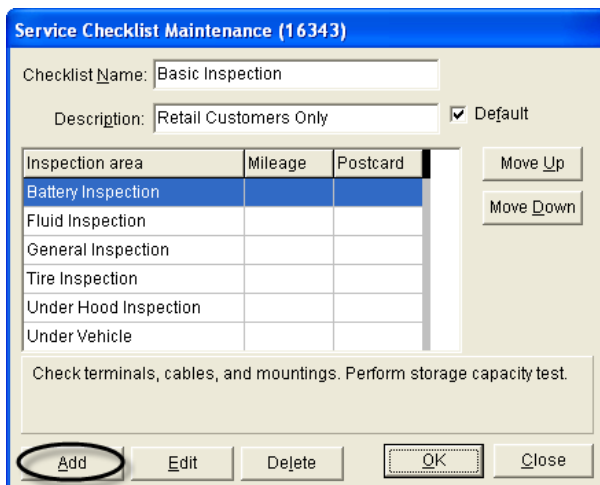 Service Checklist Maintenance (16343)
Checklist Name: Basic Inspection
Description: Retail Customers Only Default
Inspection area Mileage Postcard Move Up
Battery Inspection
Move Down
Fluid Inspection
General Inspection
Tire Inspection
Under Hood Inspection
Under Vehicle
Check terminals, cables, and mountings. Perform storage capacity test.
Add Edit Delete OK Close